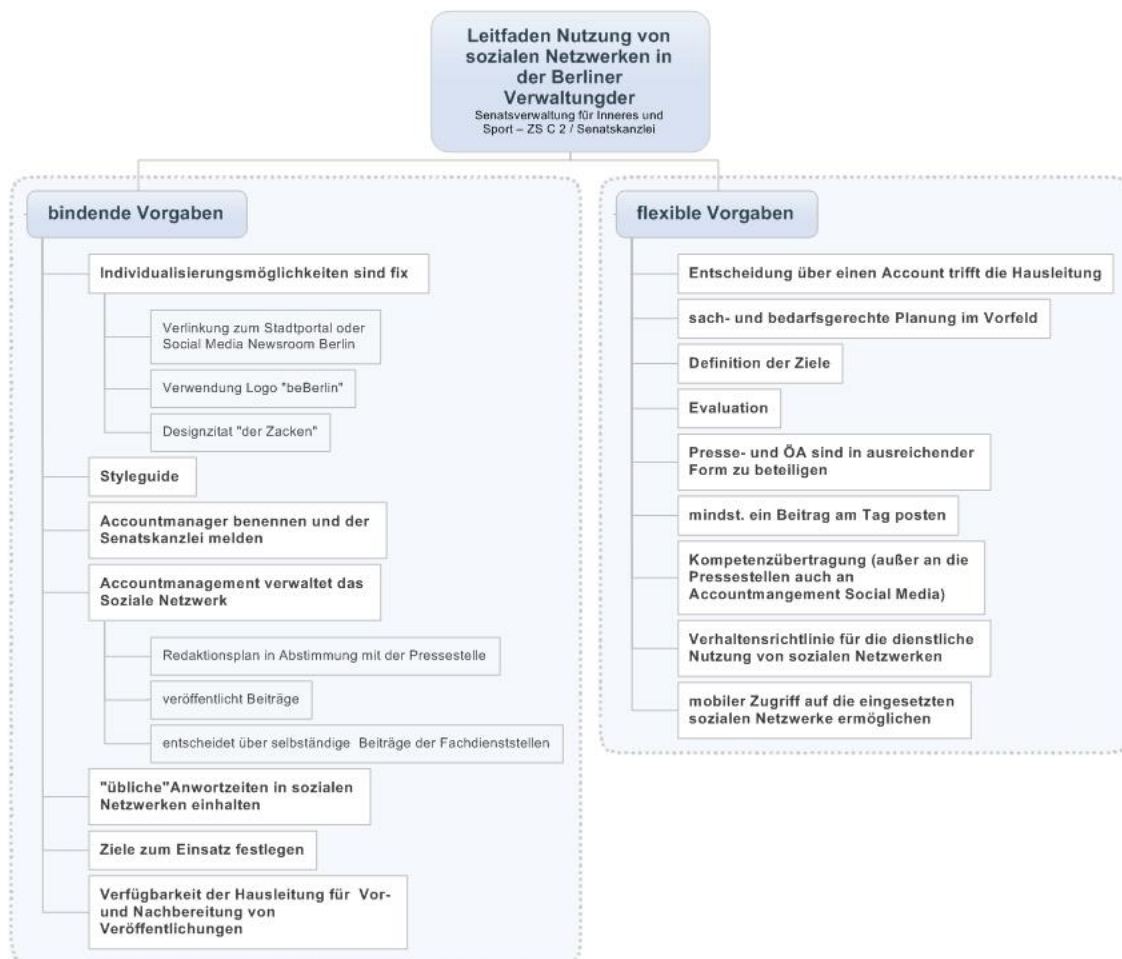 Leitfaden Nutzung von
sozialen Netzwerken in
der Berliner
Verwaltungder
Senatsverwaltung für Inneres und
Sport – ZS C 2 / Senatskanzlei
bindende Vorgaben
Individualisierungsmöglichkeiten sind fix
Verlinkung zum Stadtportal oder
Social Media Newsroom Berlin
Verwendung Logo "beBerlin"
Designzitat "der Zacken"
Styleguide
Accountmanager benennen und der
Senatskanzlei melden
Accountmanagement verwaltet das
Soziale Netzwerk
Redaktionsplan in Abstimmung mit der Pressestelle
veröffentlicht Beiträge
entscheidet über selbständige Beiträge der Fachdienststellen
"übliche"Anwortzeiten in sozialen
Netzwerken einhalten
Ziele zum Einsatz festlegen
Verfügbarkeit der Hausleitung für Vor-
und Nachbereitung von
Veröffentlichungen
flexible Vorgaben
Entscheidung über einen Account trifft die Hausleitung
sach- und bedarfsgerechte Planung im Vorfeld
Definition der Ziele
Evaluation
Presse- und ÖA sind in ausreichender
Form zu beteiligen
mindst. ein Beitrag am Tag posten
Kompetenzübertragung (außer an die
Pressestellen auch an
Accountmangement Social Media)
Verhaltensrichtlinie für die dienstliche
Nutzung von sozialen Netzwerken
mobiler Zugriff auf die eingesetzten
sozialen Netzwerke ermöglichen